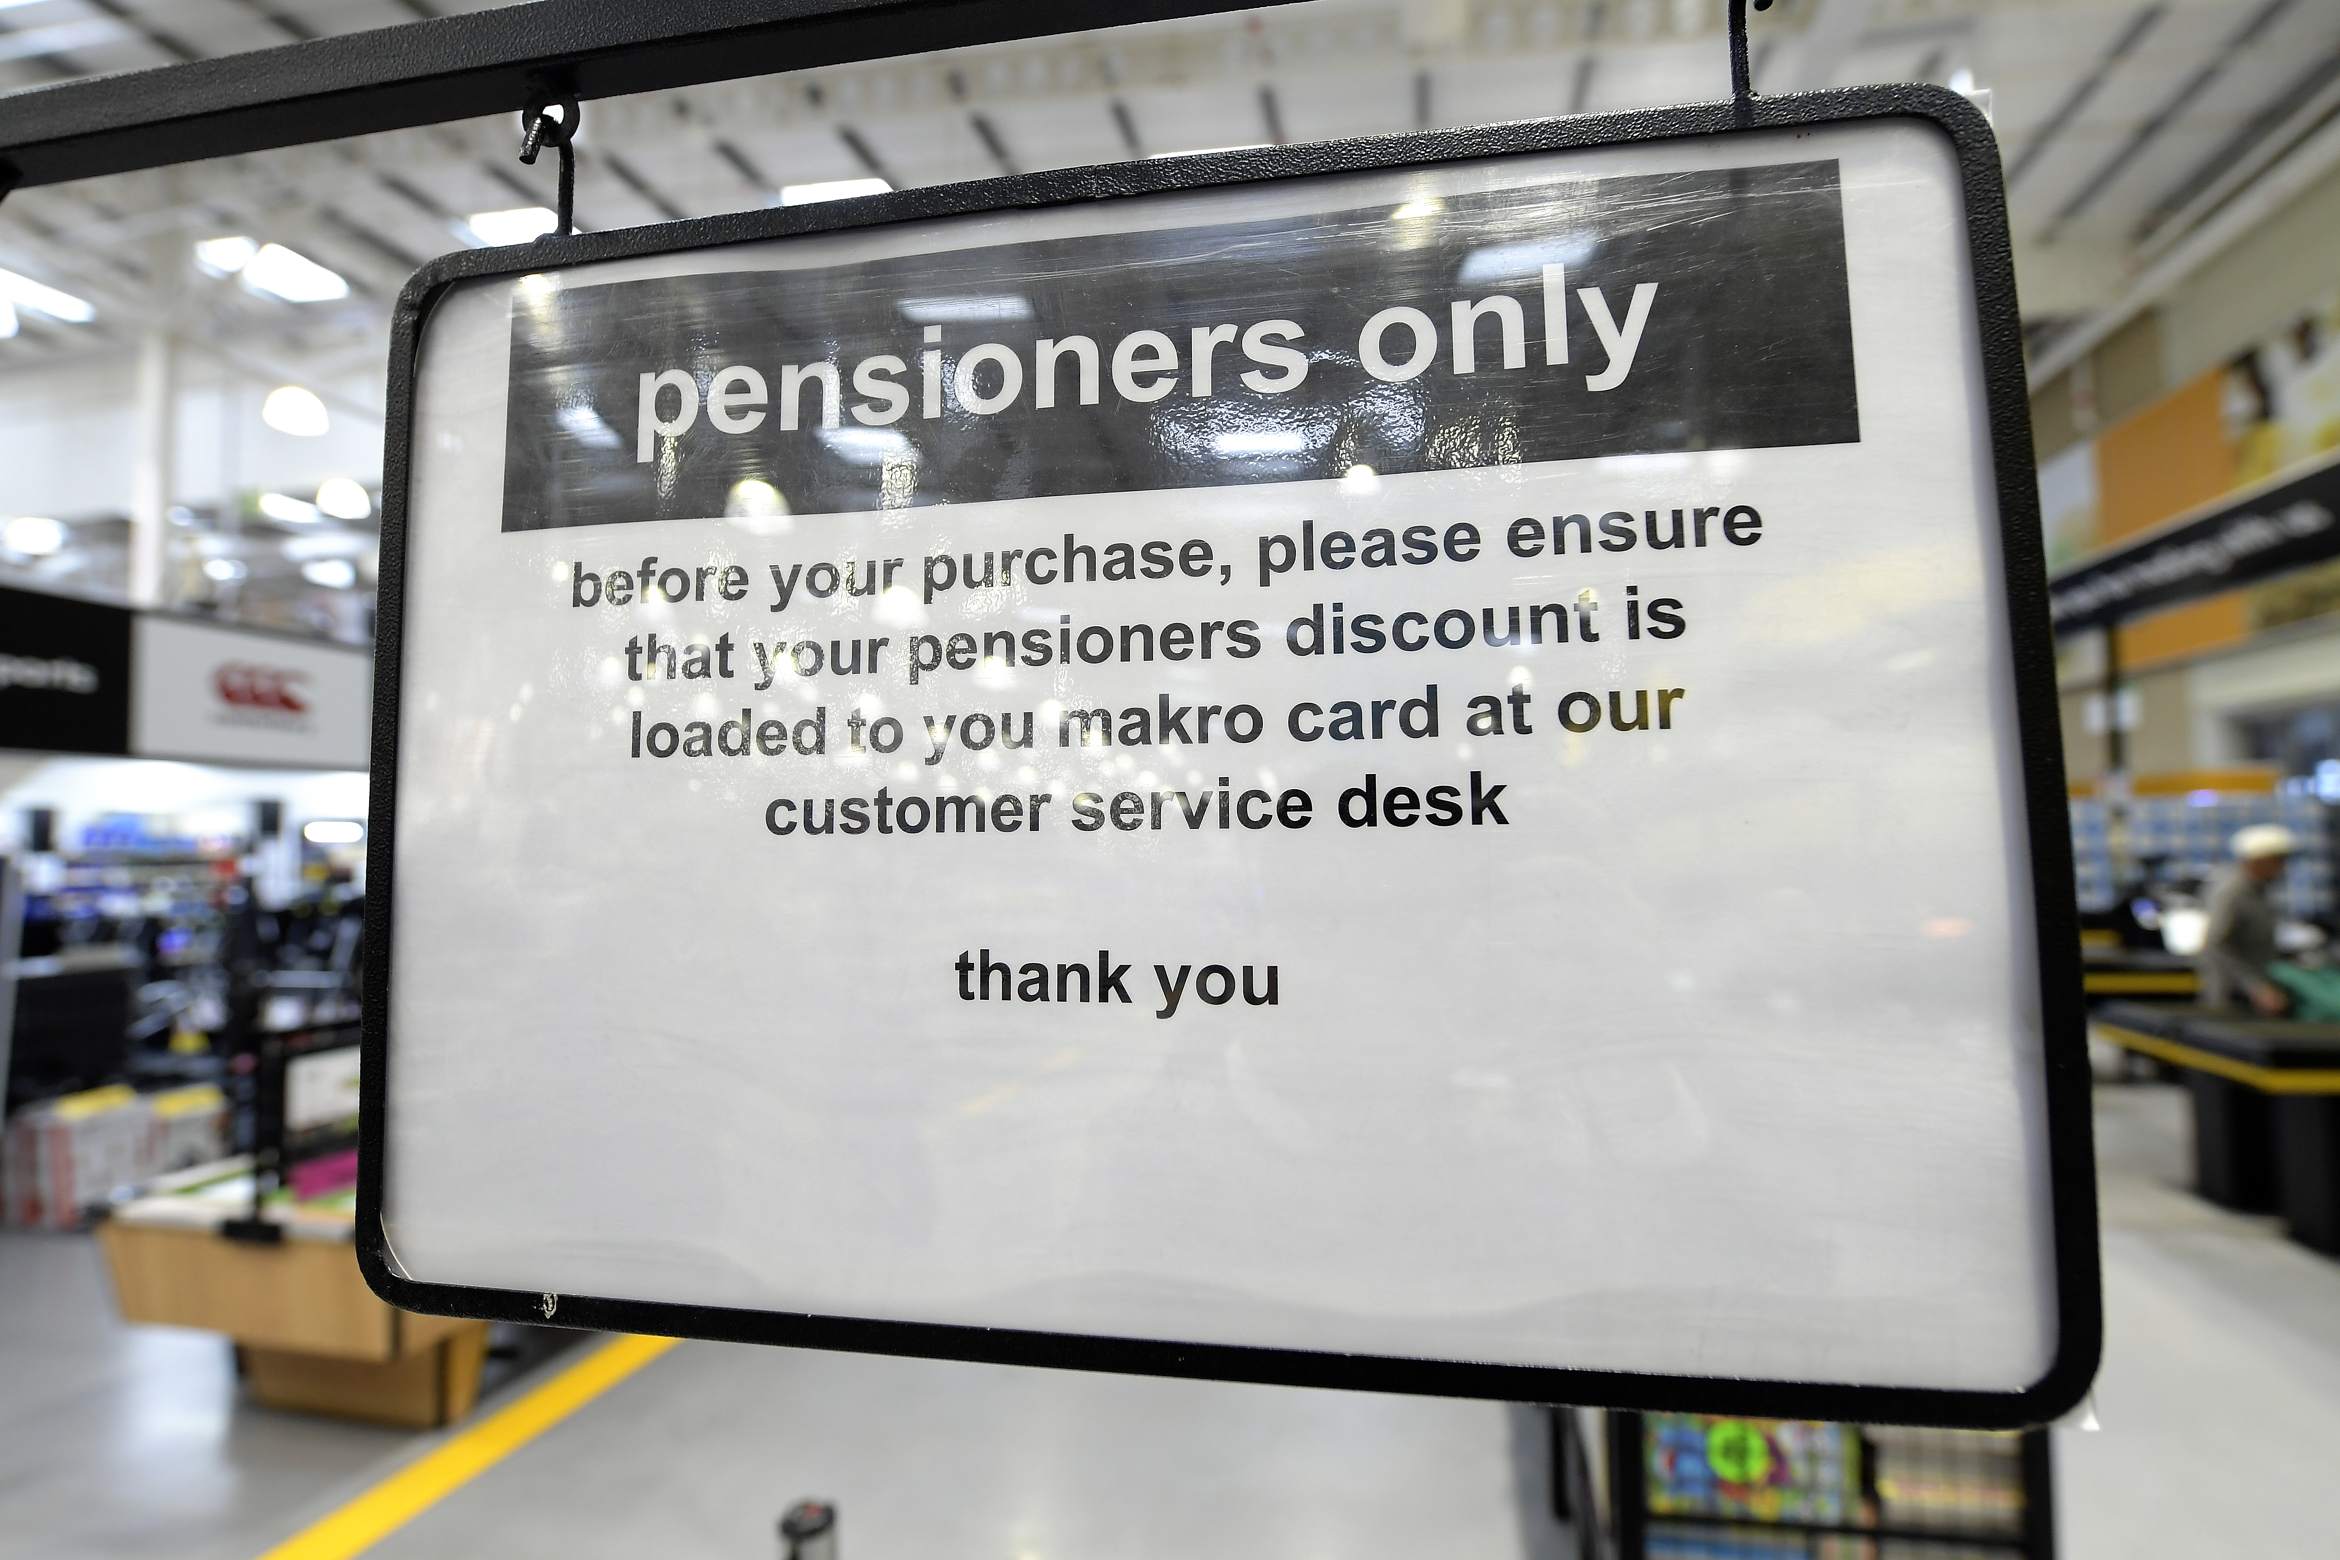 pensioners only
before your purchase, please ensure
that your pensioners discount is
loaded to you makro card at our
customer service desk
thank you
CCC